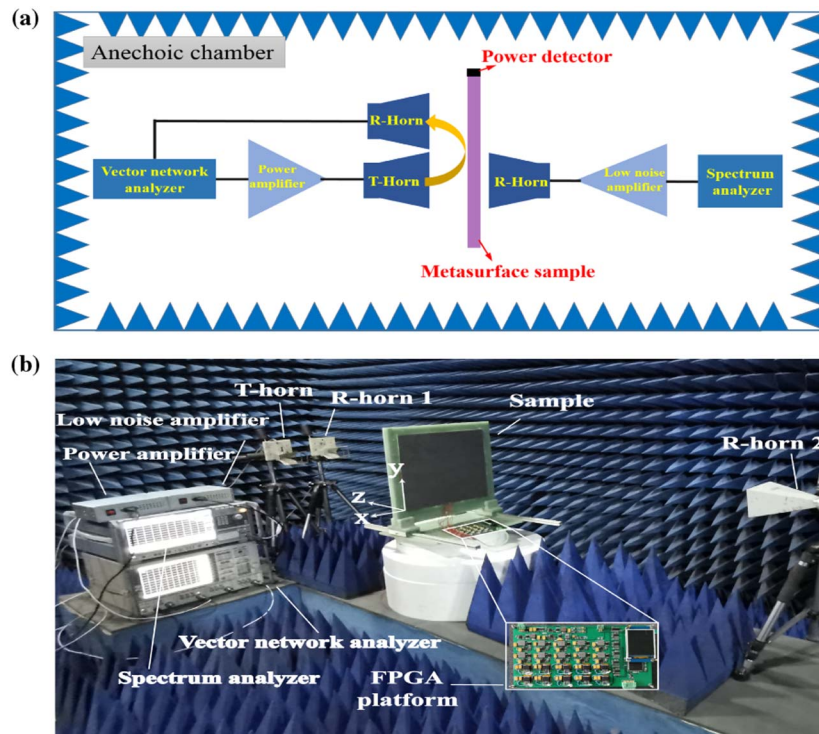 (a)
Anechoic chamber
Power detector
R-Horn
Vector network
analyzer
Power
amplifier
T-Horn
R-Horn
Low noise
amplifier
Spectrum
analyzer
Metasurface sample
(b)
T-horn
R-horn 1
Low noise amplifier
Power amplifier
Sample
R-horn 2
y
z
x
Vector network analyzer
Spectrum analyzer
FPGA
platform